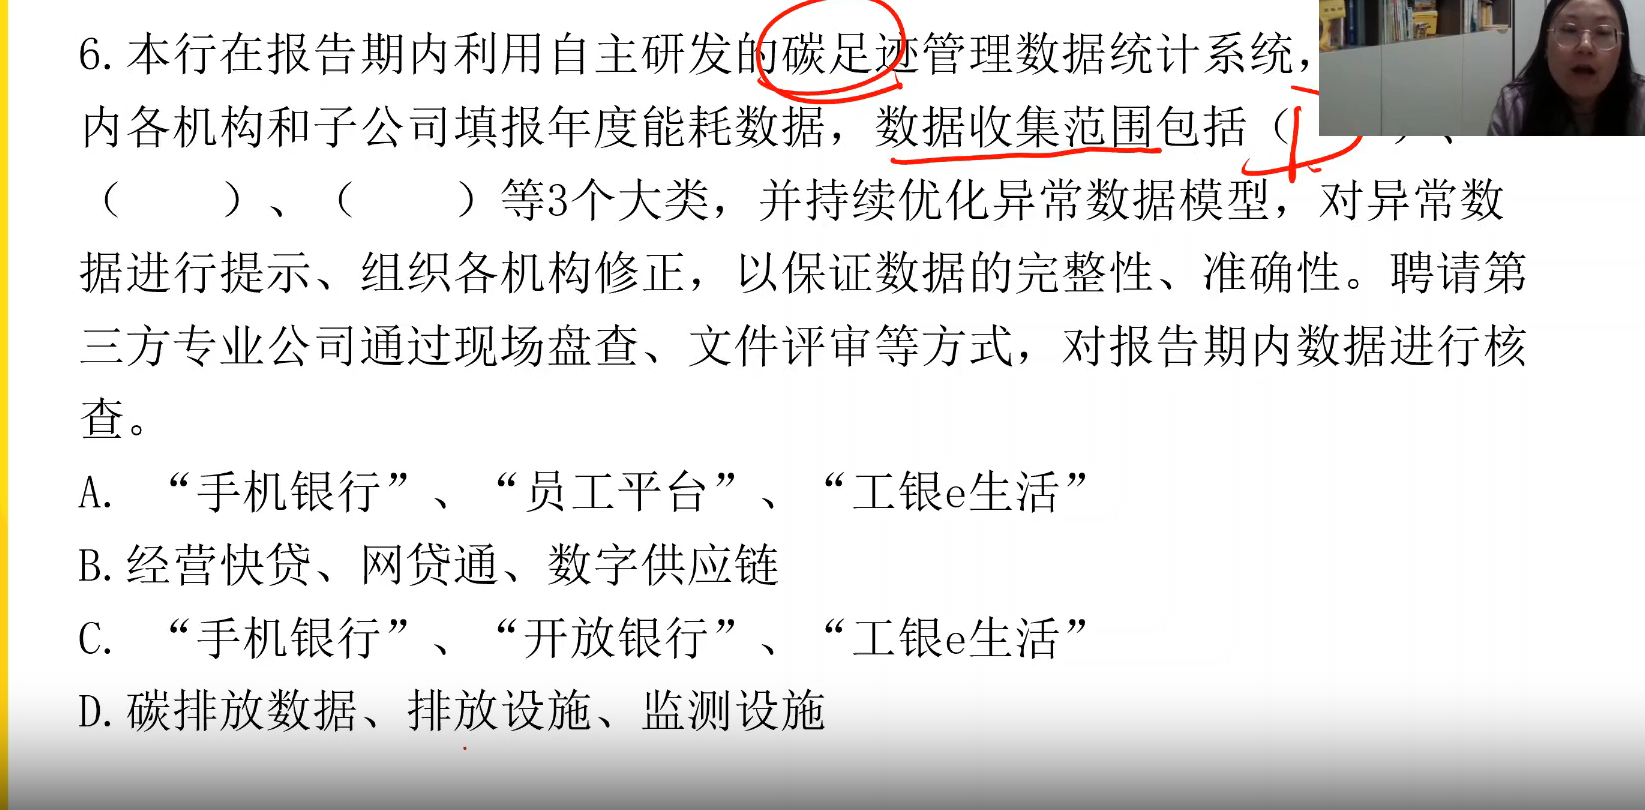 6. 本行在报告期内利用自主研发的碳足迹管理数据统计系统，
内各机构和子公司填报年度能耗数据，数据收集范围包括（　　）、
（　　）、（　　）等3个大类，并持续优化异常数据模型，对异常数
据进行提示、组织各机构修正，以保证数据的完整性、准确性。聘请第
三方专业公司通过现场盘查、文件评审等方式，对报告期内数据进行核
查。
A. “手机银行”、“员工平台”、“工银e生活”
B. 经营快贷、网贷通、数字供应链
C. “手机银行”、“开放银行”、“工银e生活”
D. 碳排放数据、排放设施、监测设施